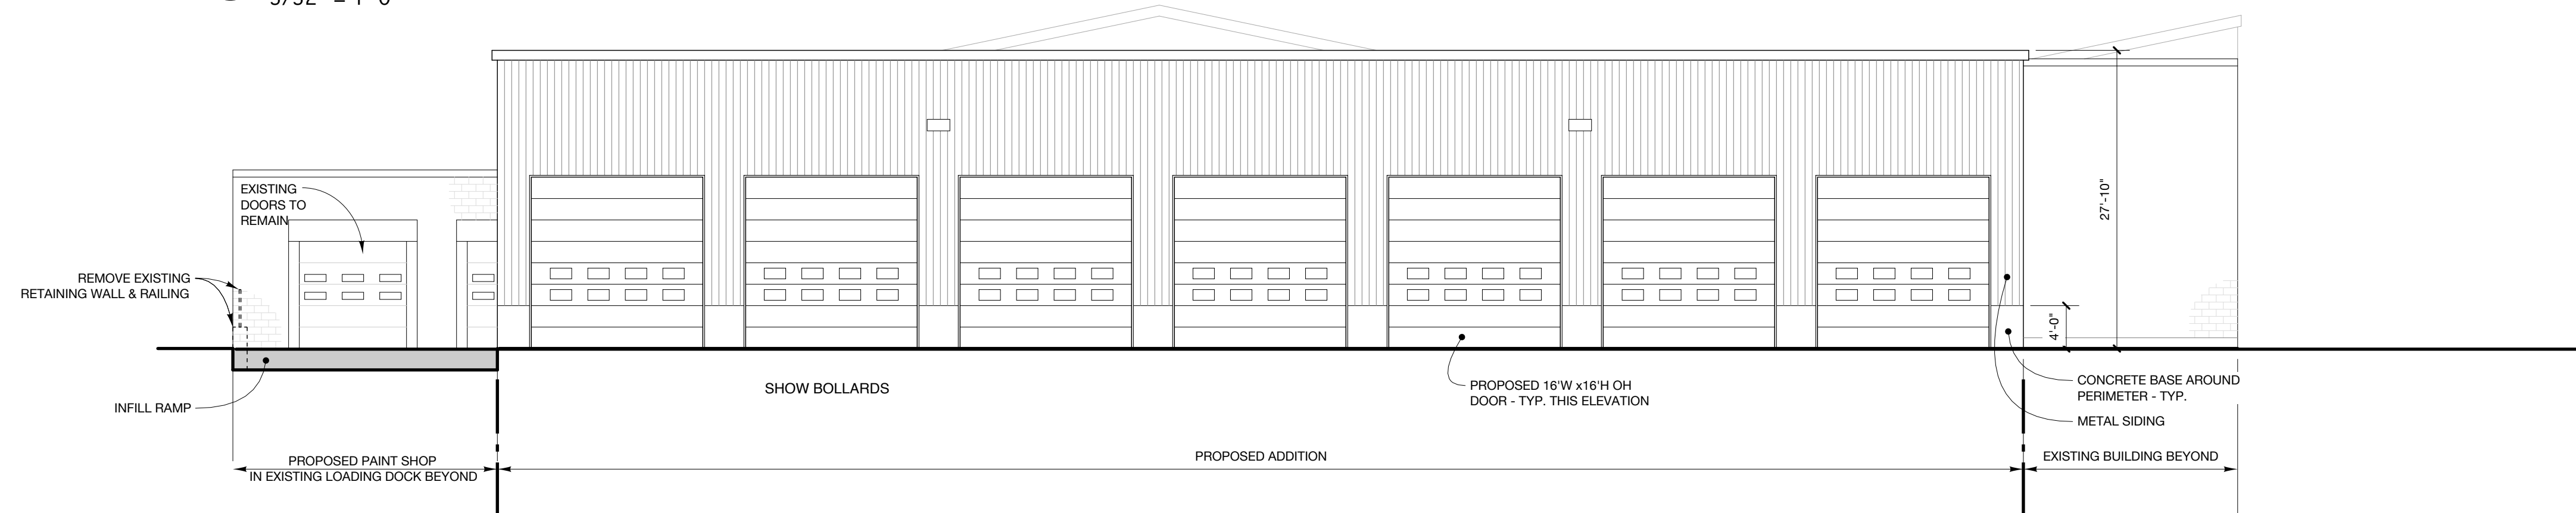 EXISTING
DOORS TO
REMAIN
REMOVE EXISTING
RETAINING WALL & RAILING
INFILL RAMP
SHOW BOLLARDS
PROPOSED 16'W x16'H OH
DOOR - TYP. THIS ELEVATION
27'-10"
4'-0"
CONCRETE BASE AROUND
PERIMETER - TYP.
METAL SIDING
PROPOSED PAINT SHOP
IN EXISTING LOADING DOCK BEYOND
PROPOSED ADDITION
EXISTING BUILDING BEYOND